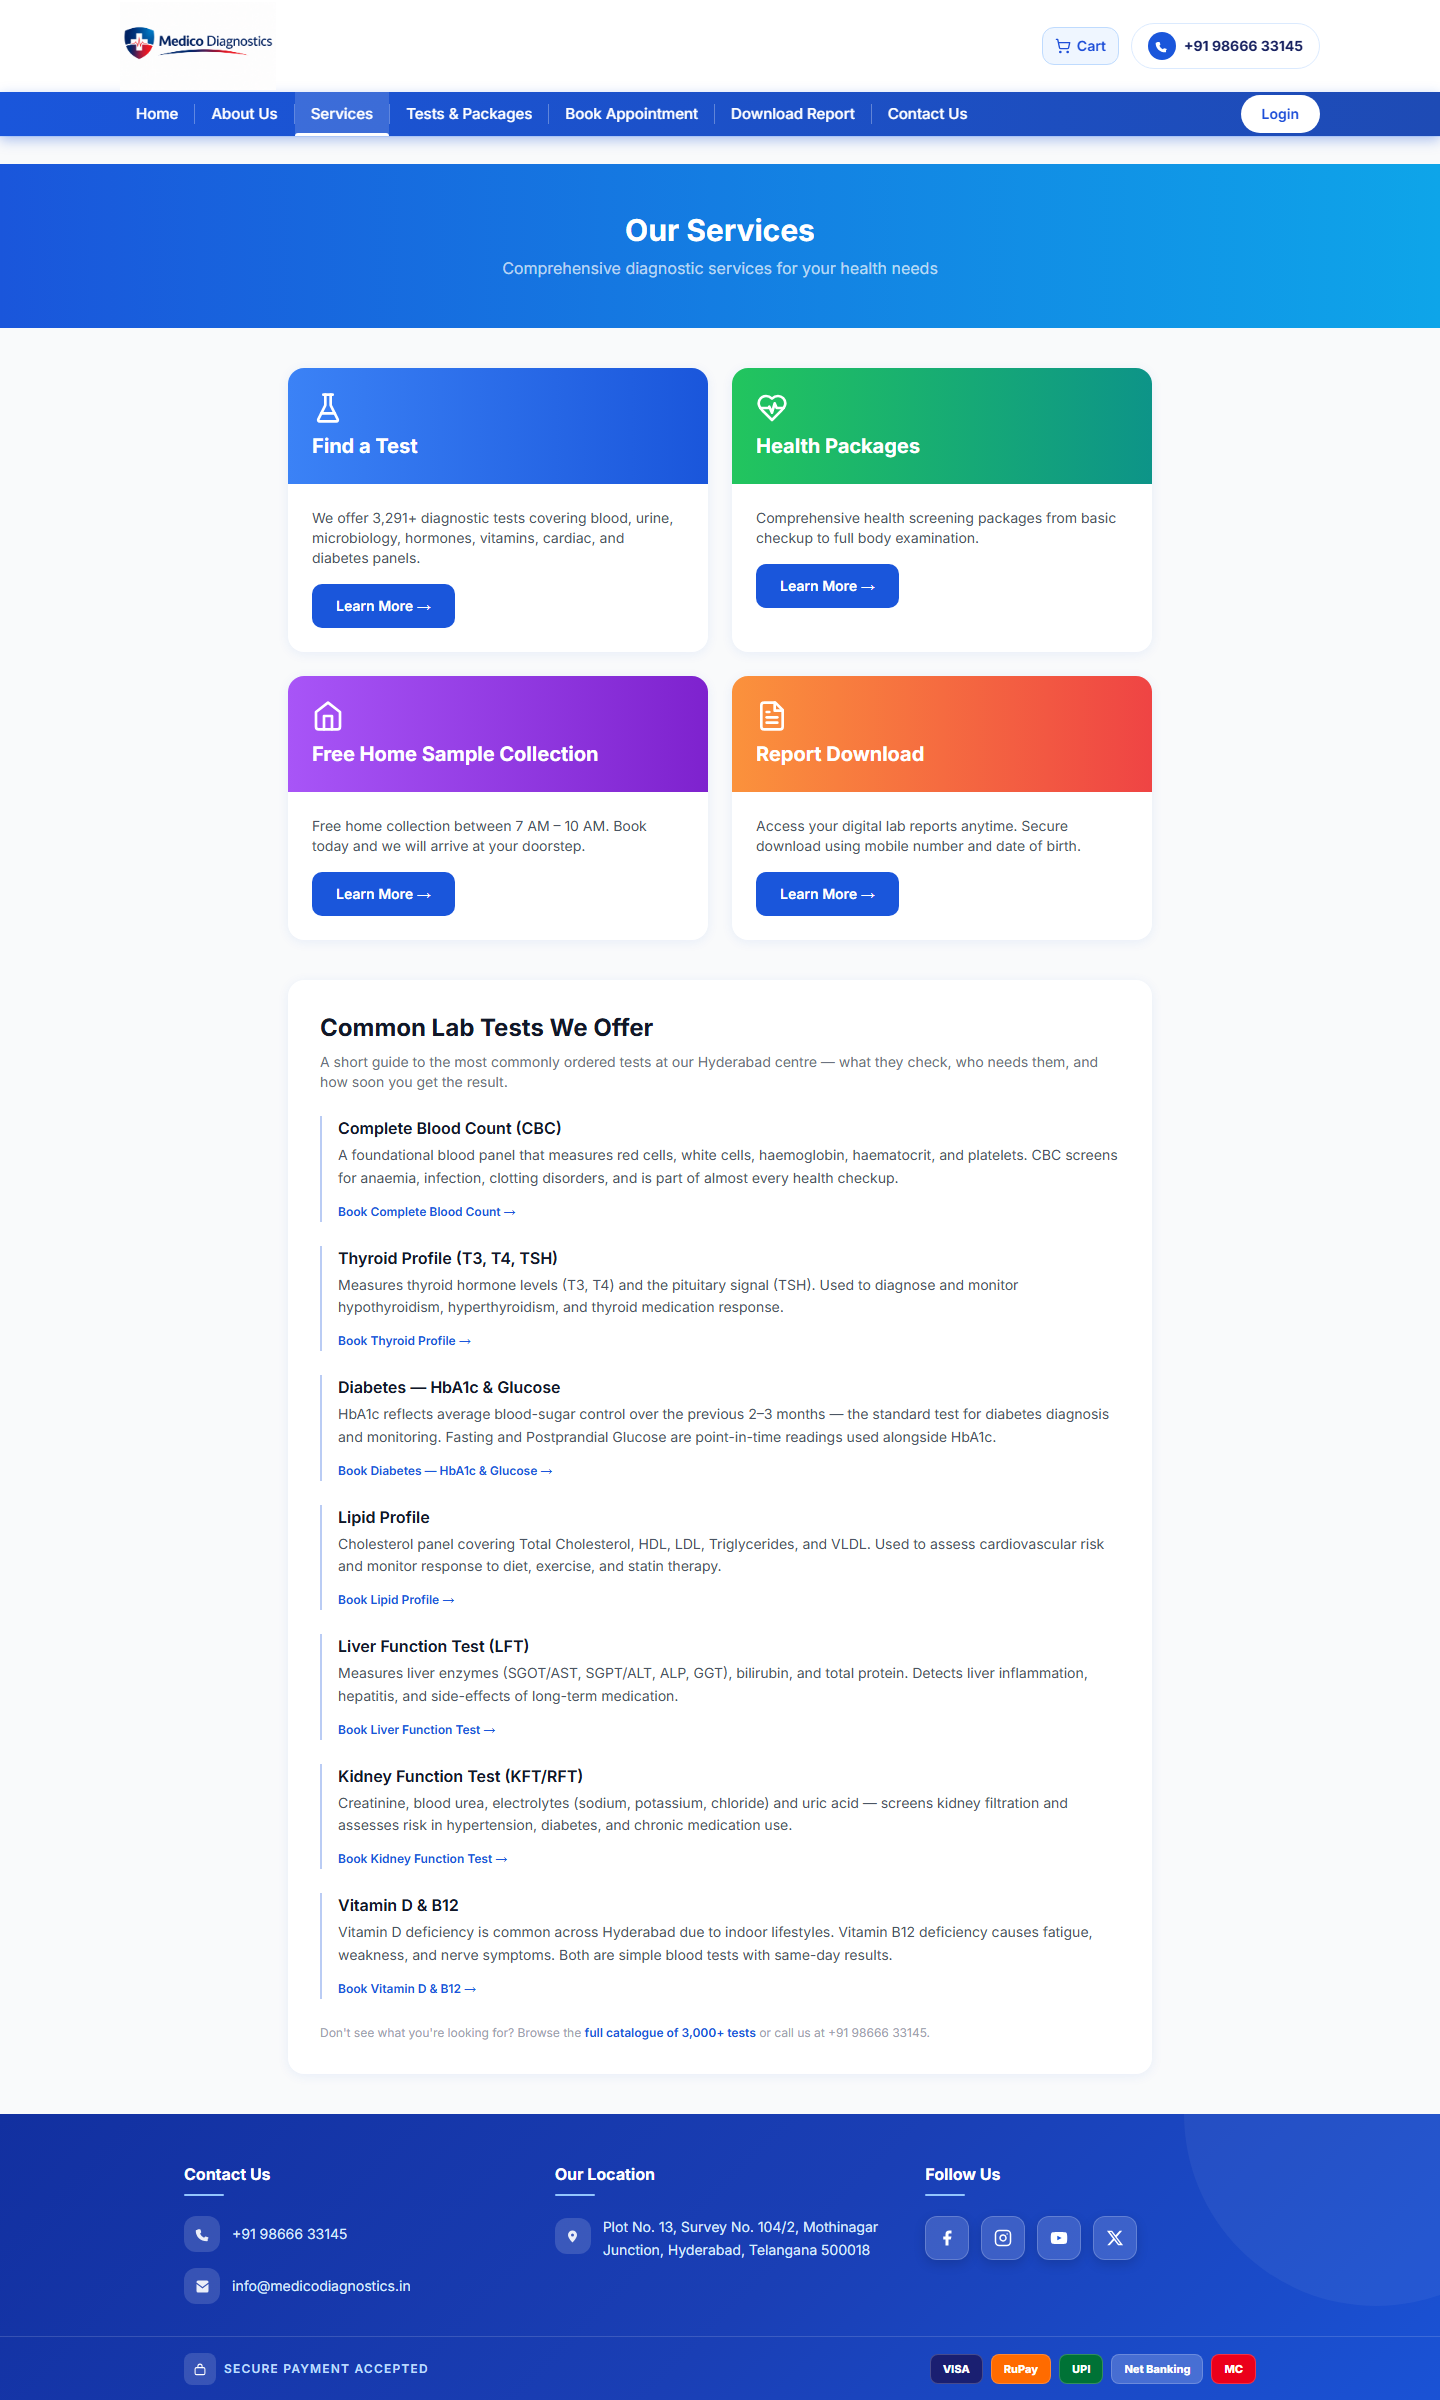 Medico Diagnostics
Cart
+91 98666 33145
Home
About Us
Services
Tests & Packages
Book Appointment
Download Report
Contact Us
Login
Our Services
Comprehensive diagnostic services for your health needs
Find a Test
We offer 3,291+ diagnostic tests covering blood, urine,
microbiology, hormones, vitamins, cardiac, and
diabetes panels.
Learn More →
Health Packages
Comprehensive health screening packages from basic
checkup to full body examination.
Learn More →
Free Home Sample Collection
Free home collection between 7 AM – 10 AM. Book
today and we will arrive at your doorstep.
Learn More →
Report Download
Access your digital lab reports anytime. Secure
download using mobile number and date of birth.
Learn More →
Common Lab Tests We Offer
A short guide to the most commonly ordered tests at our Hyderabad centre — what they check, who needs them, and
how soon you get the result.
Complete Blood Count (CBC)
A foundational blood panel that measures red cells, white cells, haemoglobin, haematocrit, and platelets. CBC screens
for anaemia, infection, clotting disorders, and is part of almost every health checkup.
Book Complete Blood Count →
Thyroid Profile (T3, T4, TSH)
Measures thyroid hormone levels (T3, T4) and the pituitary signal (TSH). Used to diagnose and monitor
hypothyroidism, hyperthyroidism, and thyroid medication response.
Book Thyroid Profile →
Diabetes — HbA1c & Glucose
HbA1c reflects average blood-sugar control over the previous 2–3 months — the standard test for diabetes diagnosis
and monitoring. Fasting and Postprandial Glucose are point-in-time readings used alongside HbA1c.
Book Diabetes — HbA1c & Glucose →
Lipid Profile
Cholesterol panel covering Total Cholesterol, HDL, LDL, Triglycerides, and VLDL. Used to assess cardiovascular risk
and monitor response to diet, exercise, and statin therapy.
Book Lipid Profile →
Liver Function Test (LFT)
Measures liver enzymes (SGOT/AST, SGPT/ALT, ALP, GGT), bilirubin, and total protein. Detects liver inflammation,
hepatitis, and side-effects of long-term medication.
Book Liver Function Test →
Kidney Function Test (KFT/RFT)
Creatinine, blood urea, electrolytes (sodium, potassium, chloride) and uric acid — screens kidney filtration and
assesses risk in hypertension, diabetes, and chronic medication use.
Book Kidney Function Test →
Vitamin D & B12
Vitamin D deficiency is common across Hyderabad due to indoor lifestyles. Vitamin B12 deficiency causes fatigue,
weakness, and nerve symptoms. Both are simple blood tests with same-day results.
Book Vitamin D & B12 →
Don't see what you're looking for? Browse the full catalogue of 3,000+ tests or call us at +91 98666 33145.
Contact Us
+91 98666 33145
info@medicodiagnostics.in
Our Location
Plot No. 13, Survey No. 104/2, Mothinagar
Junction, Hyderabad, Telangana 500018
Follow Us
SECURE PAYMENT ACCEPTED
VISA
RuPay
UPI
Net Banking
MC